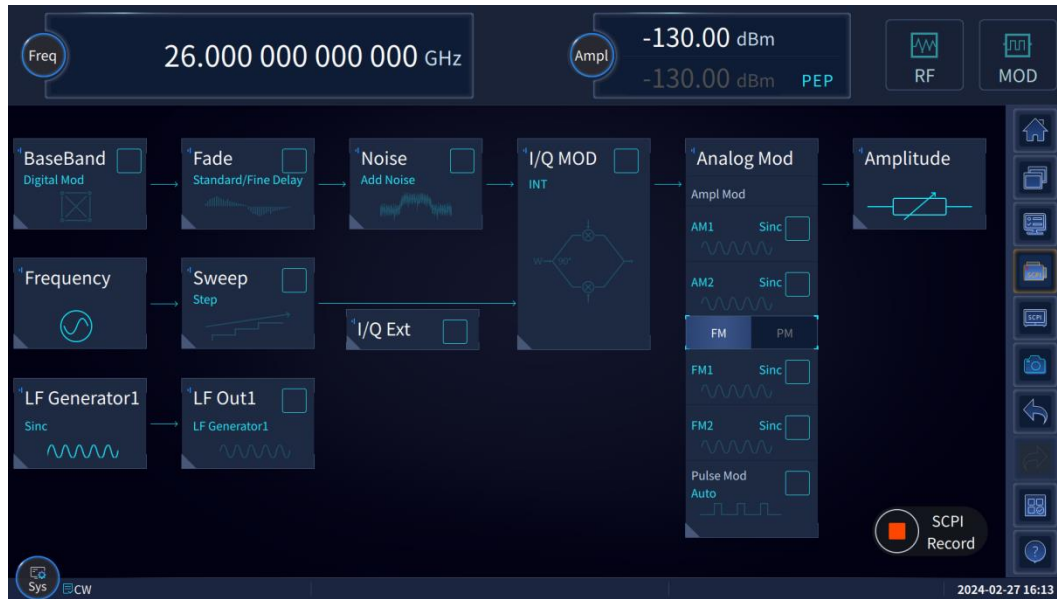 Freq
26.000 000 000 000 GHz
Ampl
-130.00 dBm
-130.00 dBm PEP
RF
MOD
BaseBand
Digital Mod
Fade
Standard/Fine Delay
Noise
Add Noise
I/Q MOD
INT
90°
Analog Mod
Ampl Mod
AM1 Sinc
AM2 Sinc
FM PM
FM1 Sinc
FM2 Sinc
Pulse Mod
Auto
Amplitude
Frequency
Sweep
Step
I/Q Ext
LF Generator1
Sinc
LF Out1
LF Generator1
SCPI
SCPI
SCPI
Record
Sys
CW
2024-02-27 16:13